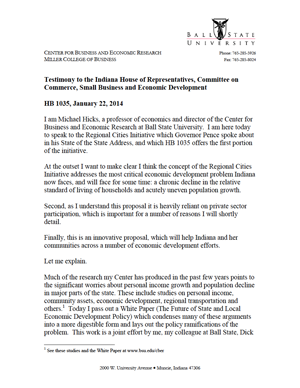 BALL STATE
UNIVERSITY
CENTER FOR BUSINESS AND ECONOMIC RESEARCH
MILLER COLLEGE OF BUSINESS
Phone: 765-285-5926
Fax: 765-285-8024
Testimony to the Indiana House of Representatives, Committee on
Commerce, Small Business and Economic Development
HB 1035, January 22, 2014
I am Michael Hicks, a professor of economics and director of the Center for
Business and Economic Research at Ball State University. I am here today
to speak to the Regional Cities Initiative which Governor Pence spoke about
in his State of the State Address, and which HB 1035 offers the first portion
of the initiative.
At the outset I want to make clear I think the concept of the Regional Cities
Initiative addresses the most critical economic development problem Indiana
now faces, and will face for some time: a chronic decline in the relative
standard of living of households and acutely uneven population growth.
Second, as I understand this proposal it is heavily reliant on private sector
participation, which is important for a number of reasons I will shortly
detail.
Finally, this is an innovative proposal, which will help Indiana and her
communities across a number of economic development efforts.
Let me explain.
Much of the research my Center has produced in the past few years points to
the significant worries about personal income growth and population decline
in major parts of the state. These include studies on personal income,
community assets, economic development, regional transportation and
others.1 Today I pass out a White Paper (The Future of State and Local
Economic Development Policy) which condenses many of these arguments
into a more digestible form and lays out the policy ramifications of the
problem. This work is a joint effort by me, my colleague at Ball State, Dick
1 See these studies and the White Paper at www.bsu.edu/cber
2000 W. University Avenue • Muncie, Indiana 47306